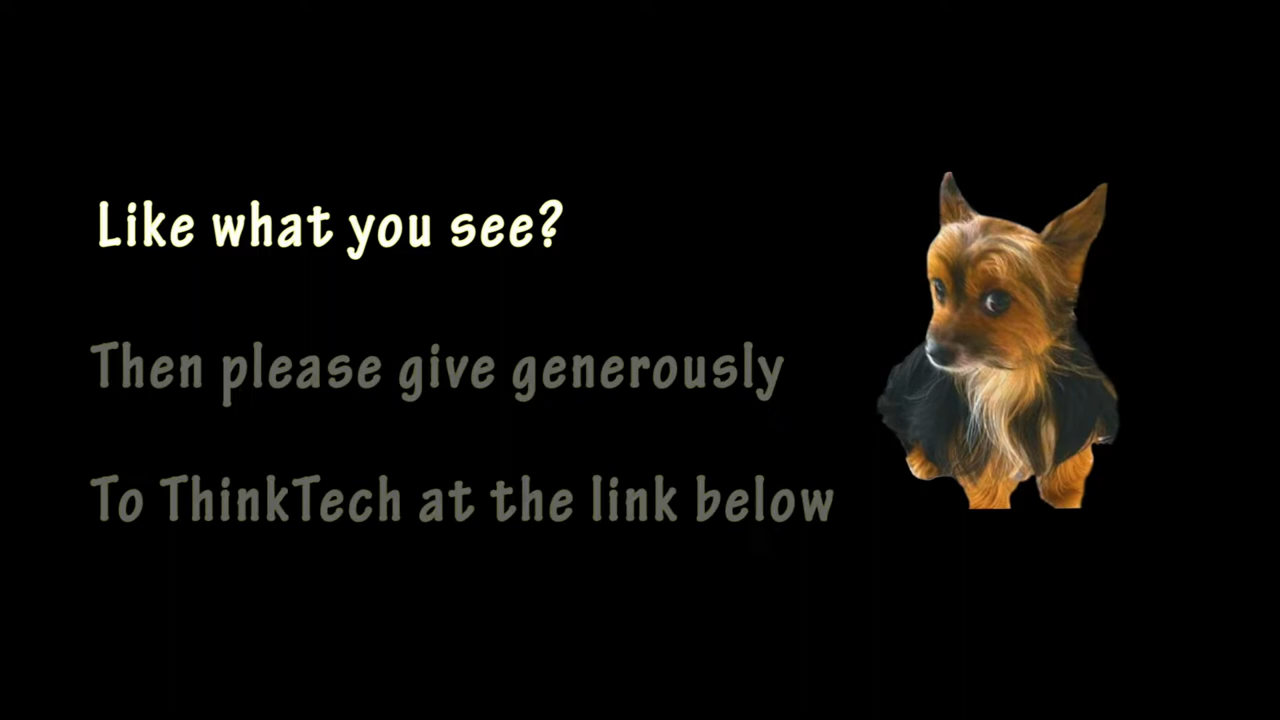 Like what you see?
Then please give generously
To ThinkTech at the link below